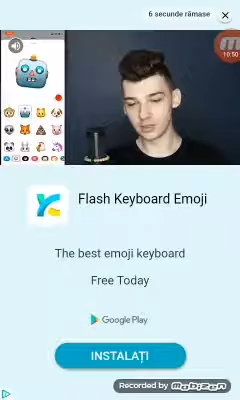 6 secunde rămase
10:50
Flash Keyboard Emoji
The best emoji keyboard
Free Today
Google Play
INSTALAȚI
Recorded by Mobizen